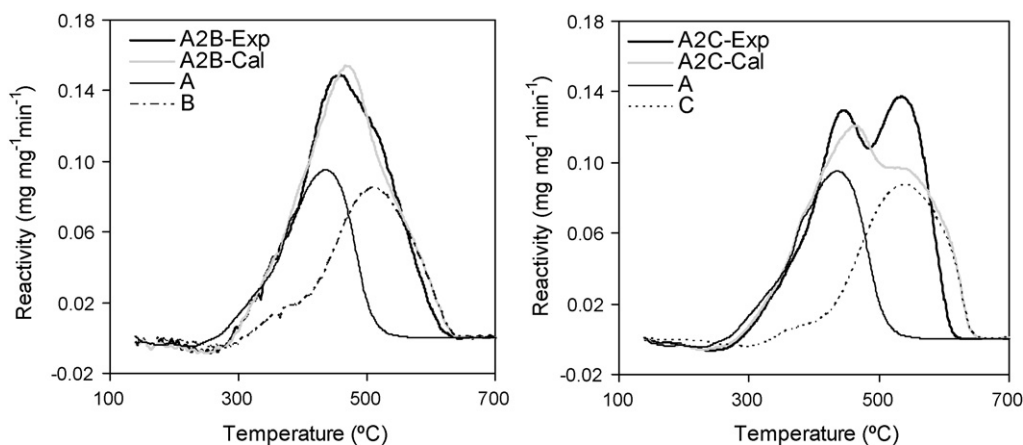 0.18
0.14
0.10
0.06
0.02
-0.02
Reactivity (mg mg⁻¹min⁻¹)
A2B-Exp
A2B-Cal
A
B
100
300
500
700
Temperature (ºC)
0.18
0.14
0.10
0.06
0.02
-0.02
Reactivity (mg mg⁻¹ min⁻¹)
A2C-Exp
A2C-Cal
A
C
100
300
500
700
Temperature (ºC)